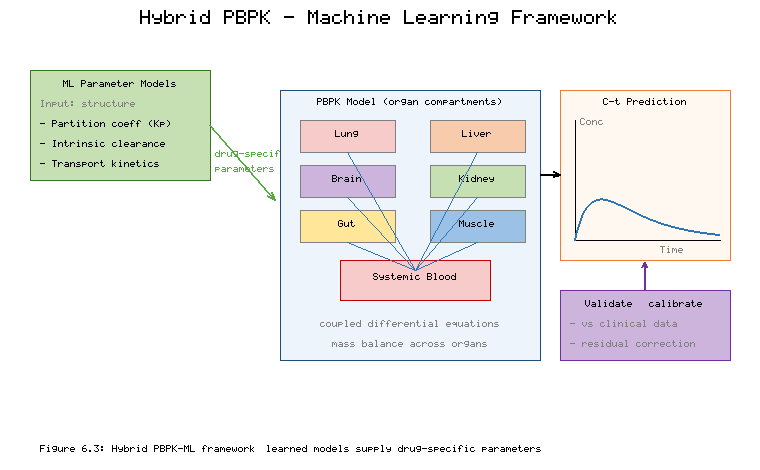 Hybrid PBPK - Machine Learning Framework
ML Parameter Models
Input: structure
- Partition coeff (Kp)
- Intrinsic clearance
- Transport kinetics
drug-specif
parameters
PBPK Model (organ compartments)
Lung
Liver
Brain
Kidney
Gut
Muscle
Systemic Blood
coupled differential equations
mass balance across organs
C-t Prediction
Conc
Time
Validate calibrate
- vs clinical data
- residual correction
Figure 6.3: Hybrid PBPK-ML framework learned models supply drug-specific parameters